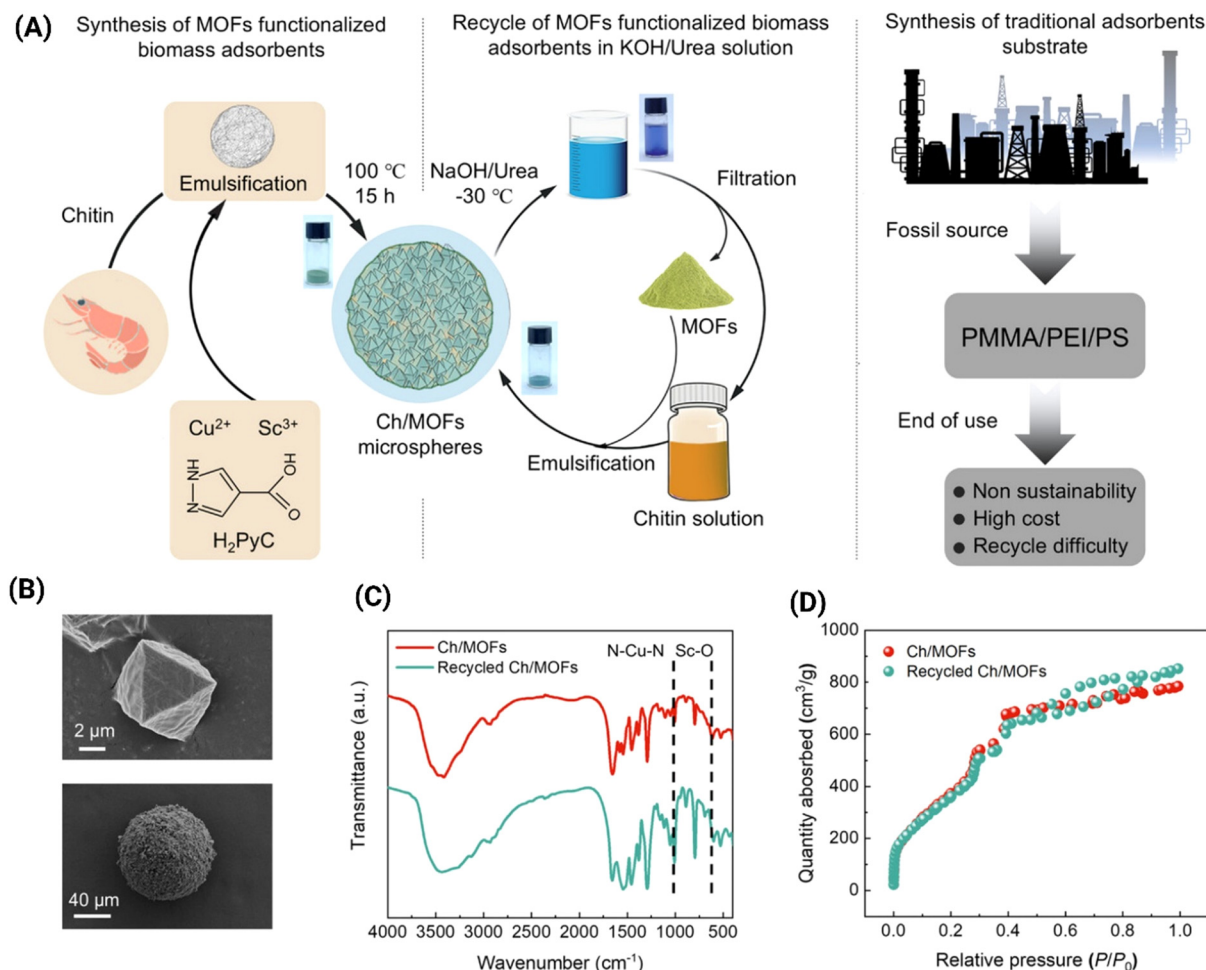 (A)
Synthesis of MOFs functionalized
biomass adsorbents
Recycle of MOFs functionalized biomass
adsorbents in KOH/Urea solution
Synthesis of traditional adsorbents
substrate
Emulsification
Chitin
100 °C
15 h
NaOH/Urea
-30 °C
Filtration
MOFs
Ch/MOFs
microspheres
Emulsification
Chitin solution
Cu²⁺ Sc³⁺
NH
N
OH
O
H₂PyC
Fossil source
PMMA/PEI/PS
End of use
● Non sustainability
● High cost
● Recycle difficulty
(B)
2 µm
40 µm
(C)
Ch/MOFs
Recycled Ch/MOFs
N-Cu-N Sc-O
Transmittance (a.u.)
4000 3500 3000 2500 2000 1500 1000 500
Wavenumber (cm⁻¹)
(D)
Ch/MOFs
Recycled Ch/MOFs
Quantity abosrbed (cm³/g)
1000
800
600
400
200
0
0.0 0.2 0.4 0.6 0.8 1.0
Relative pressure (P/P₀)